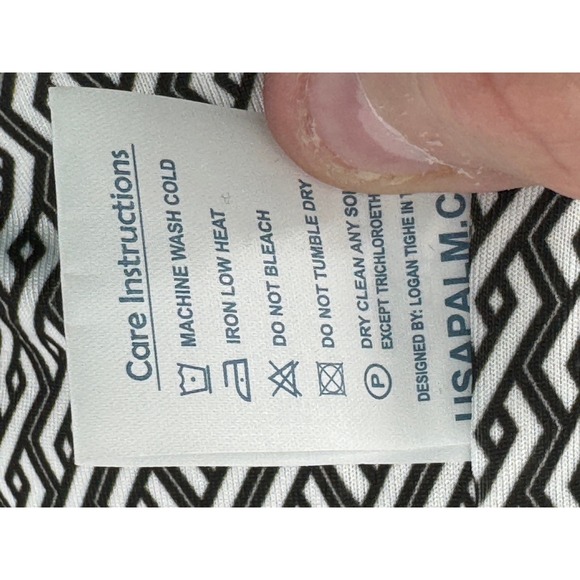 Care Instructions
MACHINE WASH COLD
IRON LOW HEAT
DO NOT BLEACH
DO NOT TUMBLE DRY
P DRY CLEAN ANY
EXCEPT
DESIGNED BY: LOGAN TIGHE IN
USAPALM.C